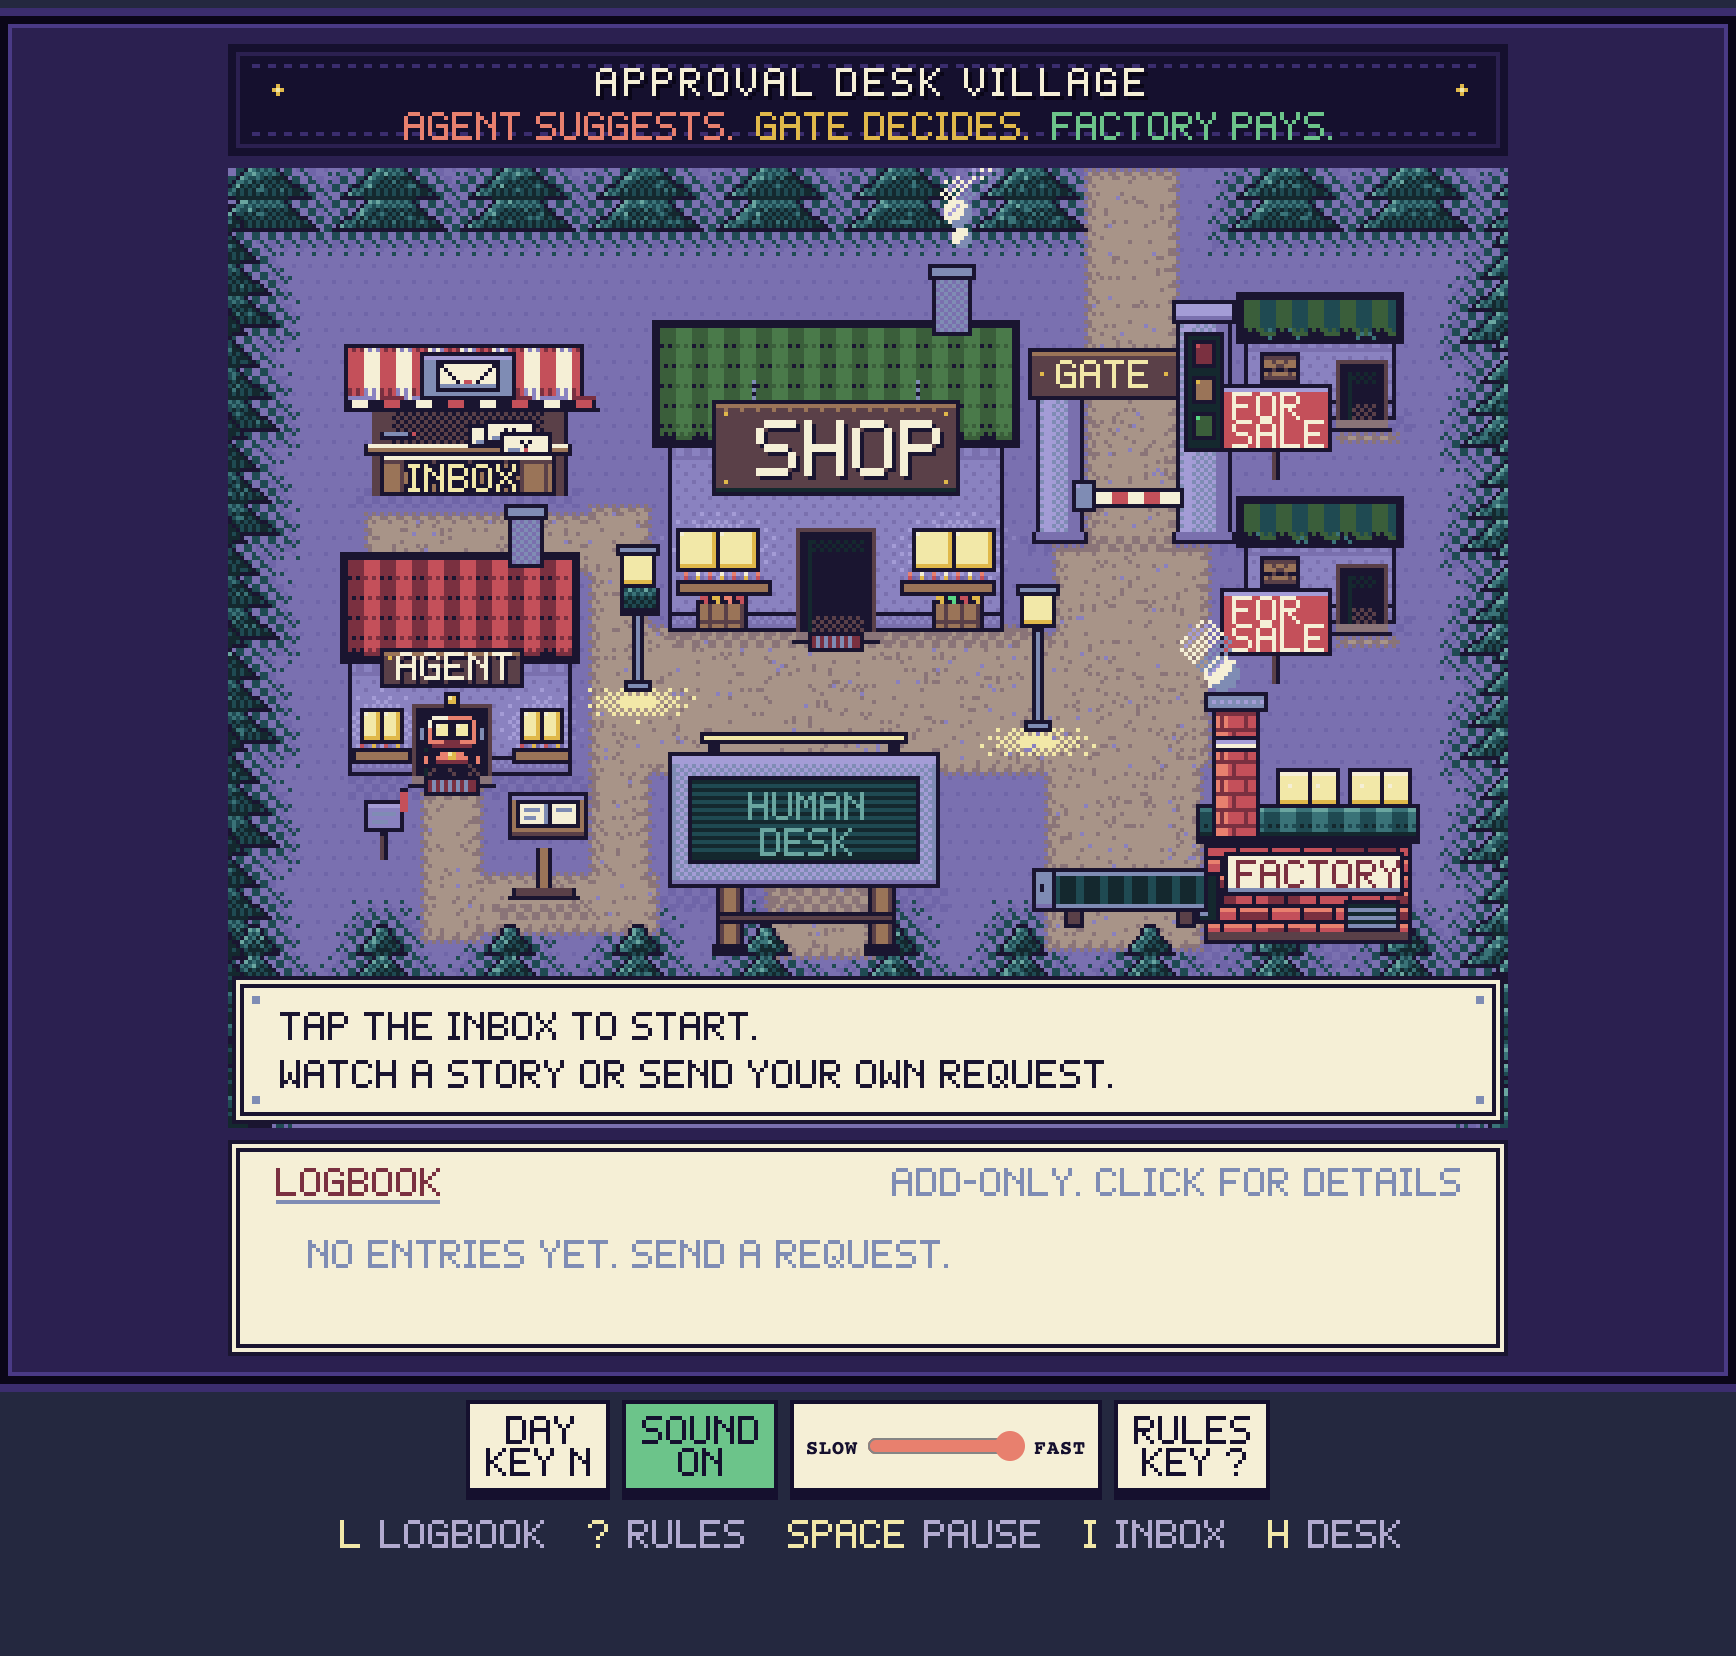 APPROVAL DESK VILLAGE
AGENT SUGGESTS. GATE DECIDES. FACTORY PAYS.
GATE
FOR
SALE
SHOP
INBOX
FOR
SALE
AGENT
HUMAN
DESK
FACTORY
TAP THE INBOX TO START.
WATCH A STORY OR SEND YOUR OWN REQUEST.
LOGBOOK ADD-ONLY. CLICK FOR DETAILS
NO ENTRIES YET. SEND A REQUEST.
DAY
KEY N
SOUND
ON
SLOW FAST
RULES
KEY ?
L LOGBOOK ? RULES SPACE PAUSE I INBOX H DESK